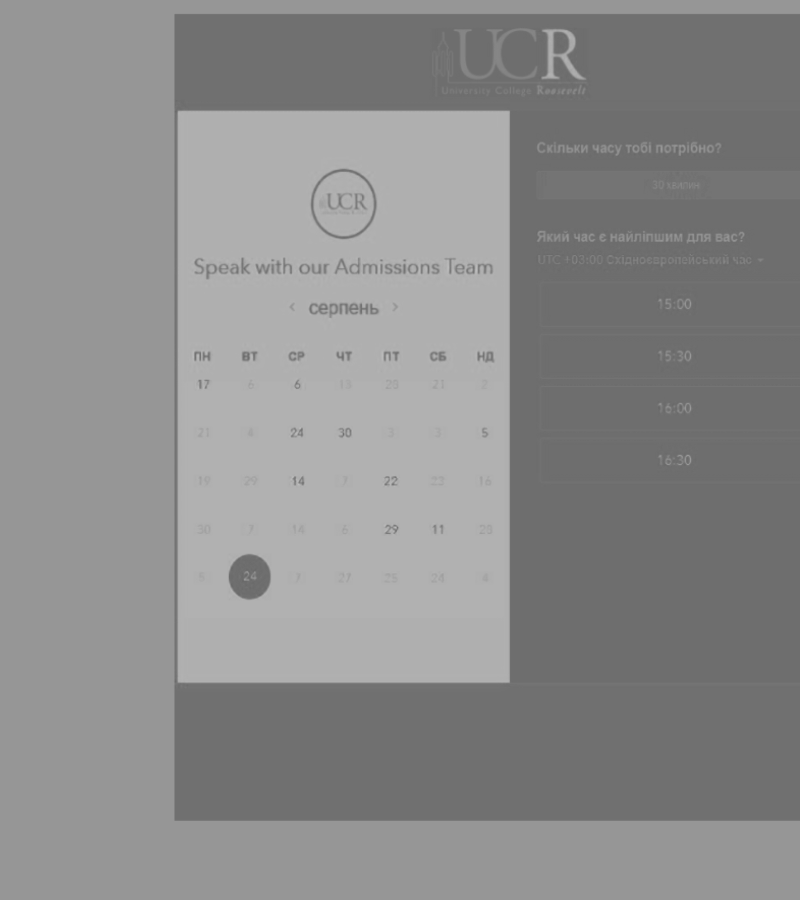 UCR
University College Roosevelt
UCR
Speak with our Admissions Team
‹ серпень ›
ПН ВТ СР ЧТ ПТ СБ НД
17 6 6 18 28 21 2
21 4 24 30 3 3 5
19 29 14 7 22 23 16
30 7 14 6 29 11 26
5 24 7 27 25 24 4
Скільки часу тобі потрібно?
30 хвилин
Який час є найліпшим для вас?
UTC +03:00 Східноєвропейський час
15:00
15:30
16:00
16:30